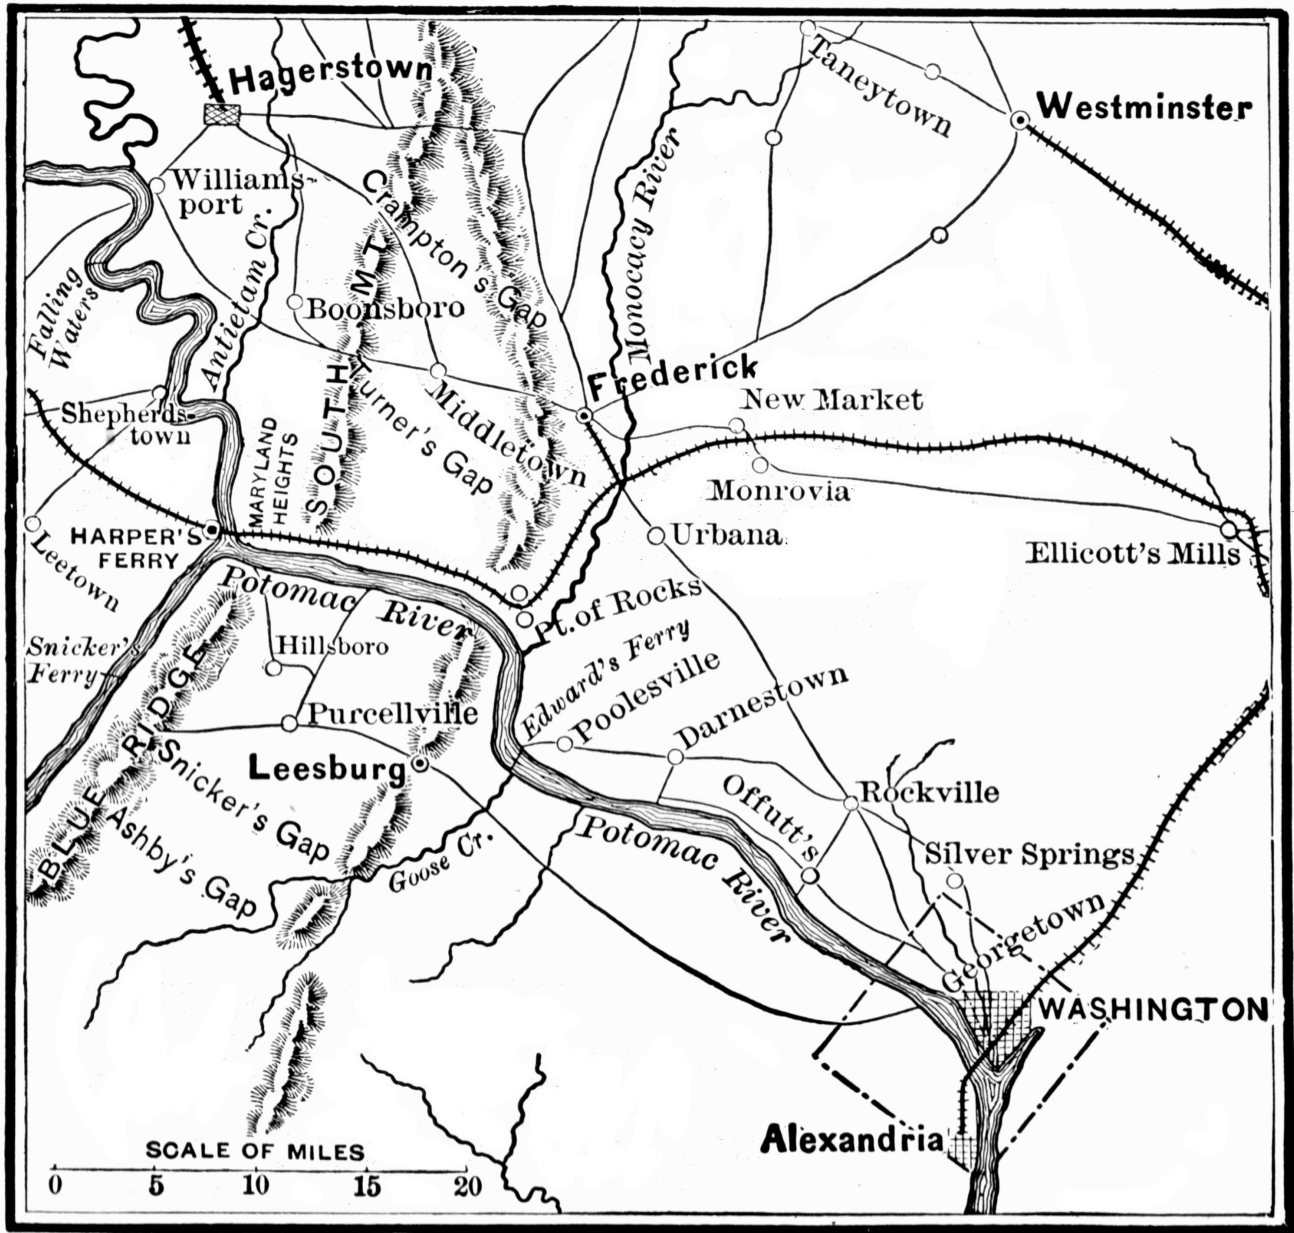 Hagerstown
Taneytown
Westminster
Williams-
port
Crampton's Gap
Monocacy River
Antietam Cr.
Falling
Waters
Boonsboro
SOUTH MT
Frederick
Turner's Gap
Middletown
New Market
Shepherds-
town
MARYLAND
HEIGHTS
Monrovia
HARPER'S
FERRY
Urbana
Ellicott's Mills
Leetown
Potomac River
Pt. of Rocks
Snicker's
Ferry
Hillsboro
Edward's Ferry
Poolesville
BLUE RIDGE
Purcellville
Darnestown
Leesburg
Snicker's Gap
Ashby's Gap
Offutt's
Rockville
Goose Cr.
Potomac River
Silver Springs
Georgetown
WASHINGTON
Alexandria
SCALE OF MILES
0 5 10 15 20